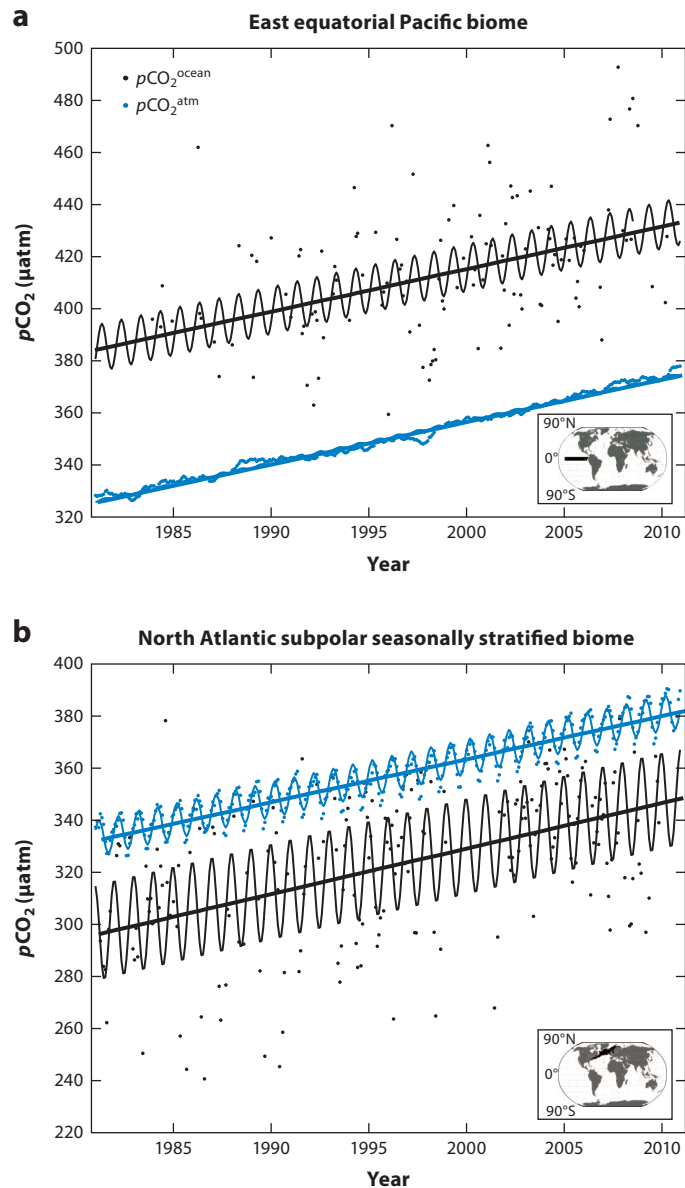 a
East equatorial Pacific biome
500
480
460
440
420
400
380
360
340
320
pCO₂ (µatm)
pCO₂ᵒᶜᵉᵃⁿ
pCO₂ᵃᵗᵐ
90°N
0°
90°S
1985 1990 1995 2000 2005 2010
Year
b
North Atlantic subpolar seasonally stratified biome
400
380
360
340
320
300
280
260
240
220
pCO₂ (µatm)
90°N
0°
90°S
1985 1990 1995 2000 2005 2010
Year